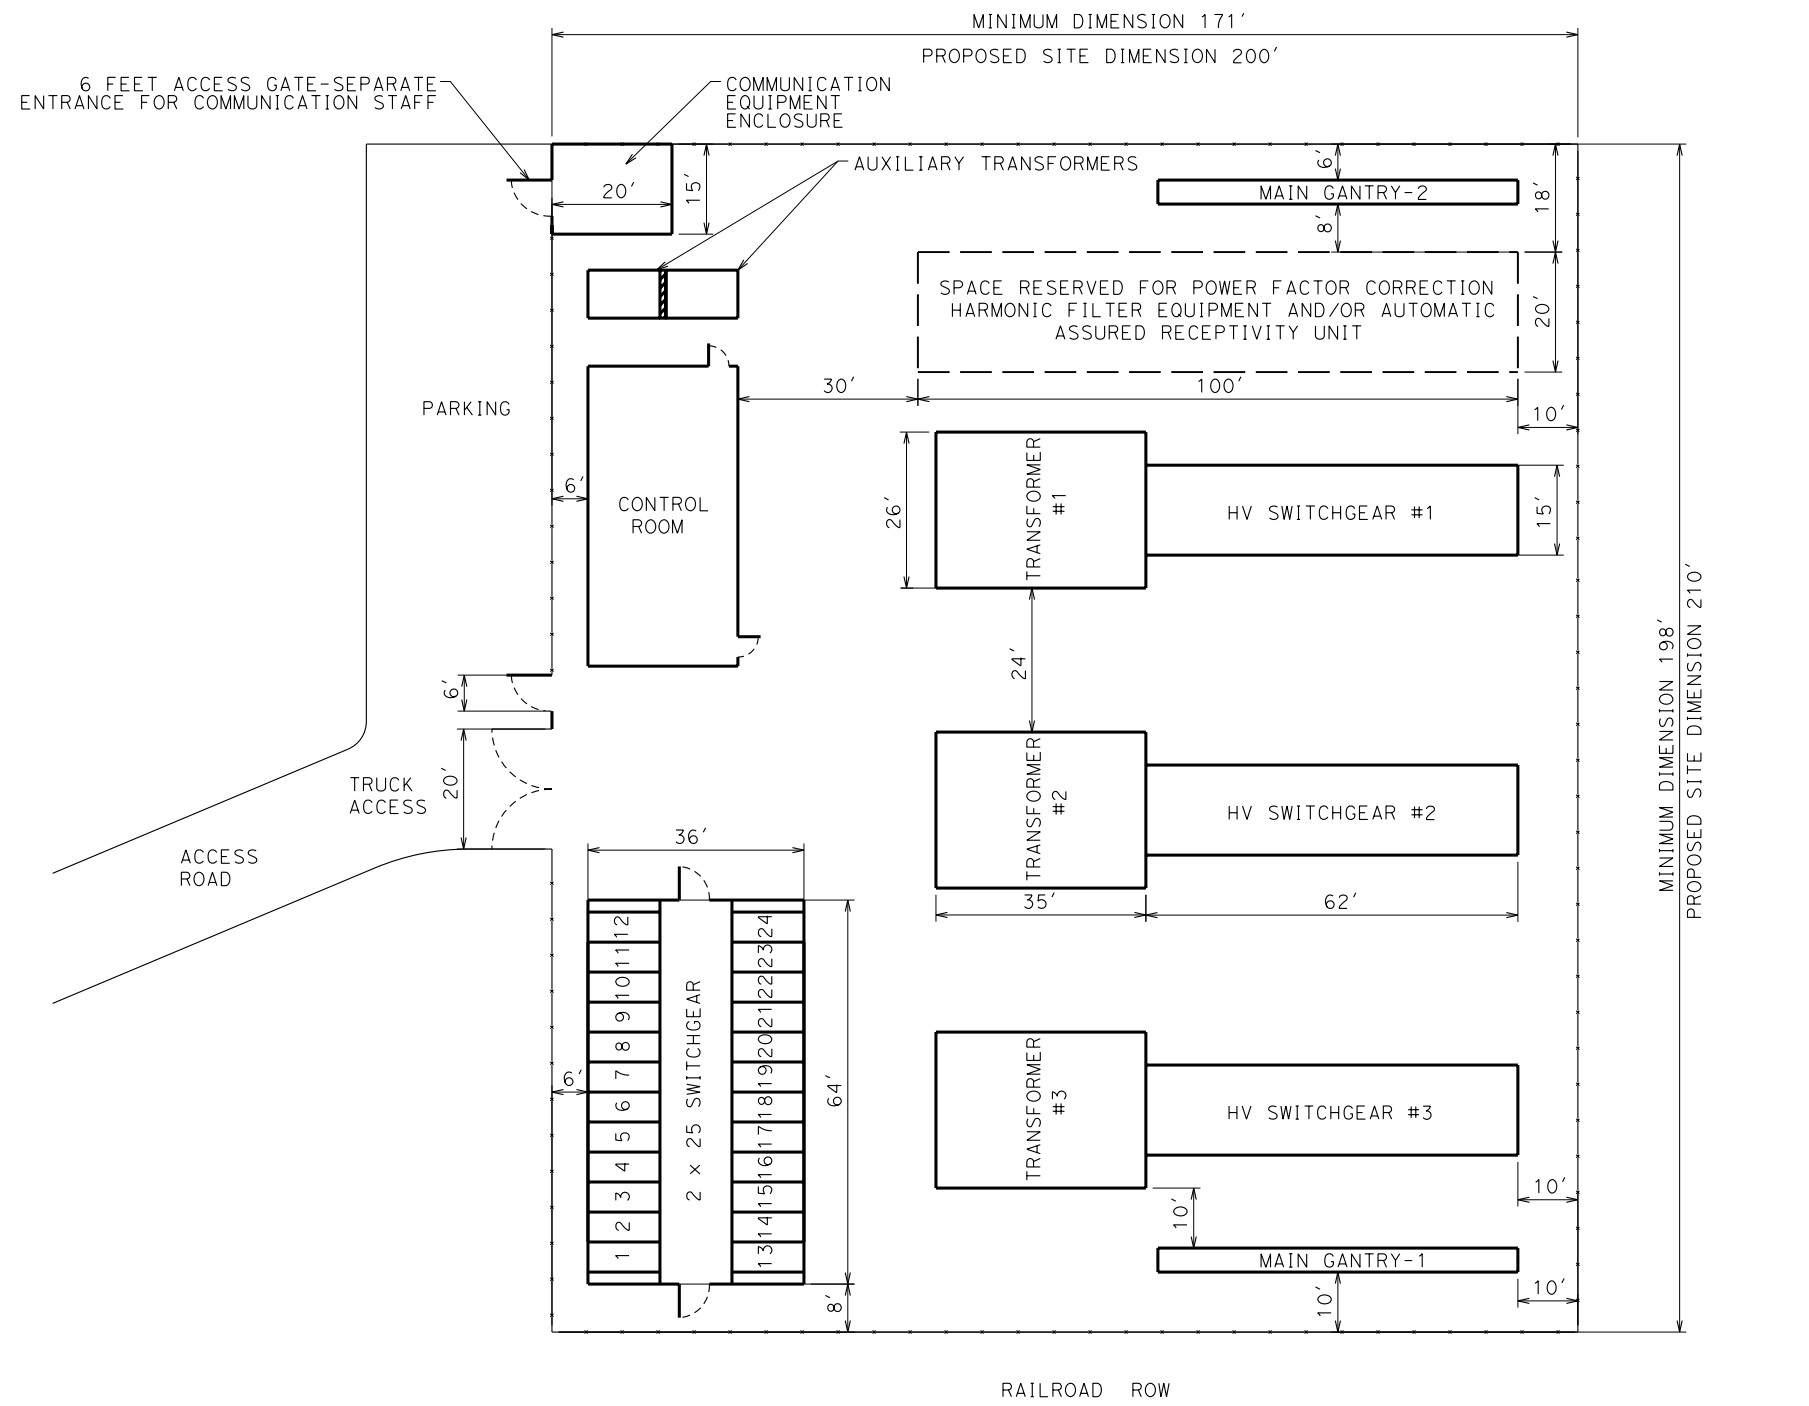 MINIMUM DIMENSION 171'
PROPOSED SITE DIMENSION 200'
6 FEET ACCESS GATE-SEPARATE
ENTRANCE FOR COMMUNICATION STAFF
COMMUNICATION
EQUIPMENT
ENCLOSURE
AUXILIARY TRANSFORMERS
20'
15'
6'
MAIN GANTRY-2
8'
18'
SPACE RESERVED FOR POWER FACTOR CORRECTION
HARMONIC FILTER EQUIPMENT AND/OR AUTOMATIC
ASSURED RECEPTIVITY UNIT
20'
30'
100'
10'
PARKING
6'
CONTROL
ROOM
26'
TRANSFORMER
#1
HV SWITCHGEAR #1
15'
24'
6'
20'
TRUCK
ACCESS
ACCESS
ROAD
TRANSFORMER
#2
HV SWITCHGEAR #2
35'
62'
MINIMUM DIMENSION 198'
PROPOSED SITE DIMENSION 210'
36'
12
11
10
9
8
7
6
5
4
3
2
1
2 x 25 SWITCHGEAR
24
23
22
21
20
19
18
17
16
15
14
13
6'
64'
8'
TRANSFORMER
#3
HV SWITCHGEAR #3
10'
10'
MAIN GANTRY-1
10'
10'
RAILROAD ROW